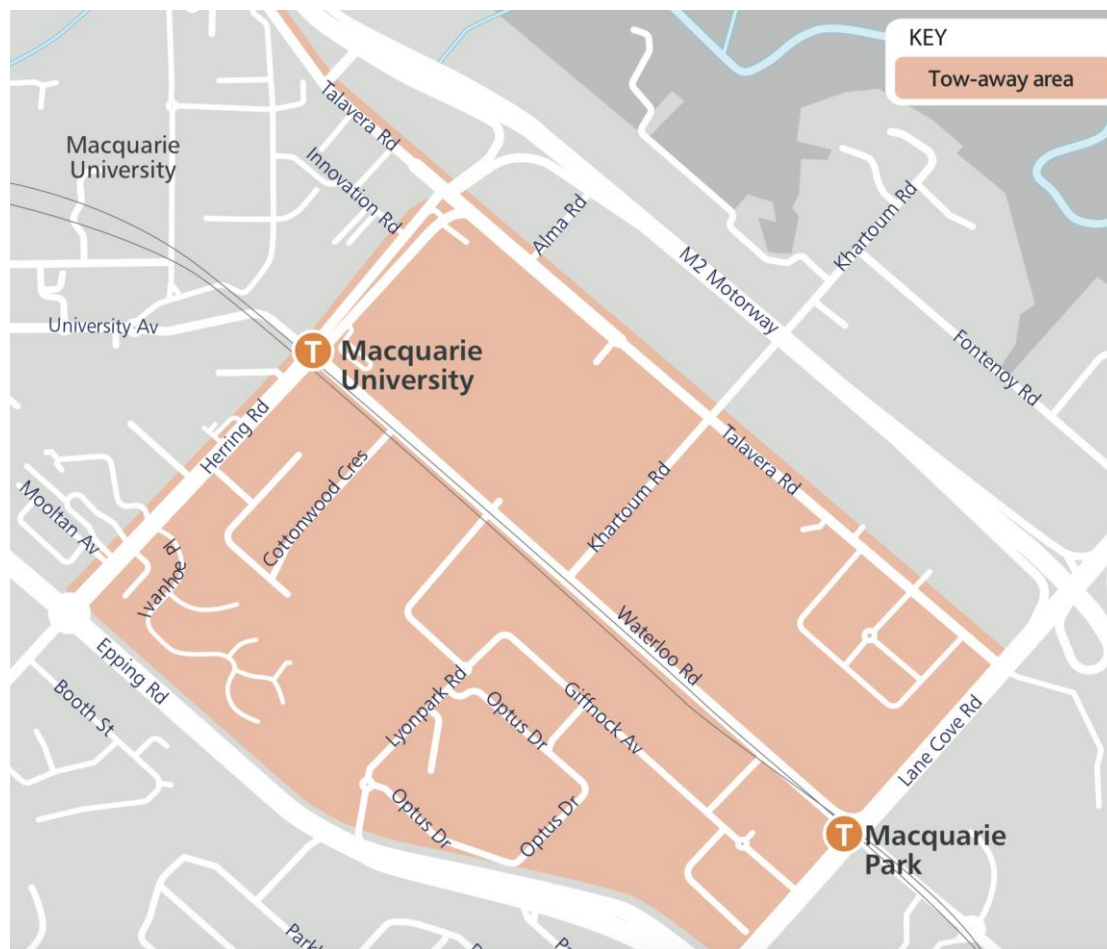 KEY
Tow-away area
Macquarie
University
Talavera Rd
Innovation Rd
Alma Rd
Khartoum Rd
M2 Motorway
University Av
Macquarie
University
Fontenoy Rd
Herring Rd
Talavera Rd
Cottonwood Cres
Khartoum Rd
Mooltan Av
Ivanhoe Pl
Waterloo Rd
Epping Rd
Booth St
Lyonpark Rd
Optus Dr
Giffnock Av
Lane Cove Rd
Optus Dr
Optus Dr
T
T
Macquarie
Park